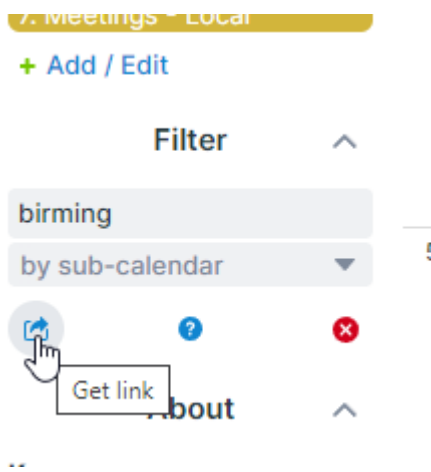 7. Meetings - Local
+ Add / Edit
Filter
birming
by sub-calendar
Get link
About